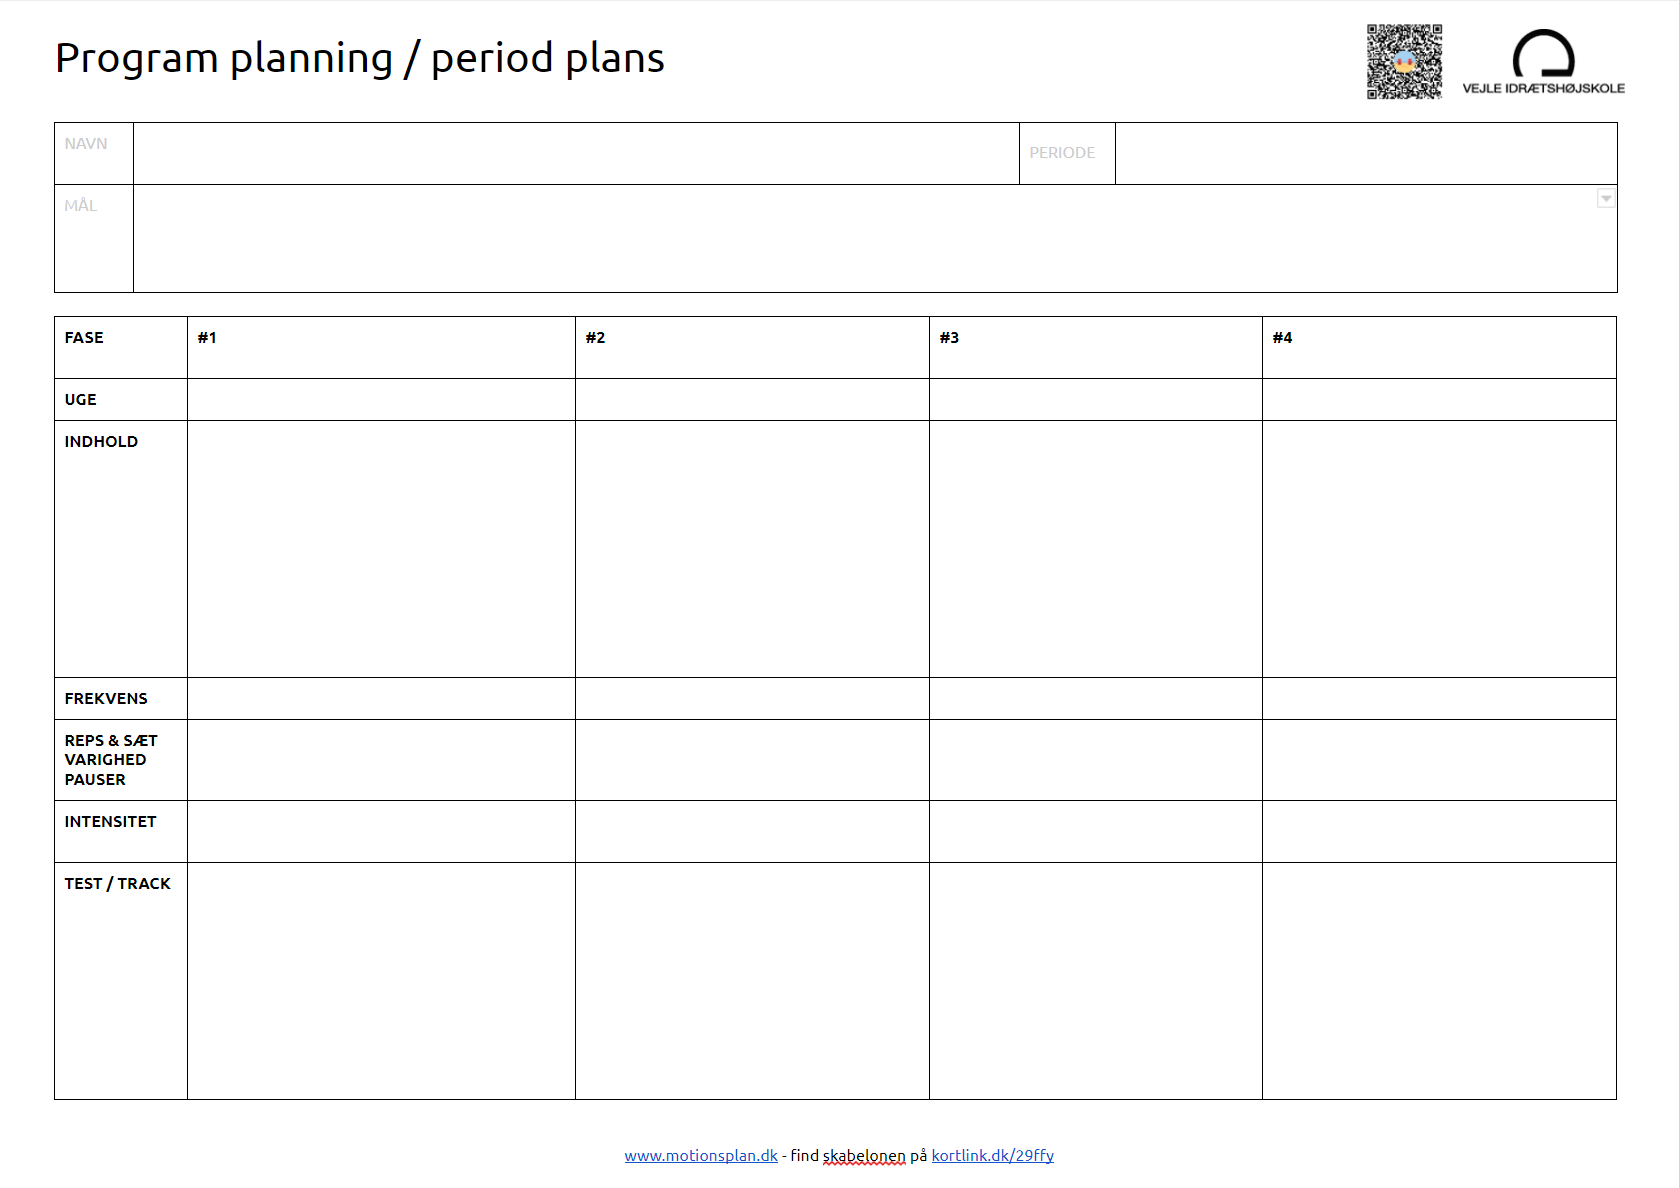 Program planning / period plans
VEJLE IDRÆTSHØJSKOLE
NAVN
PERIODE
MÅL
FASE #1 #2 #3 #4
UGE
INDHOLD
FREKVENS
REPS & SÆT
VARIGHED
PAUSER
INTENSITET
TEST / TRACK
www.motionsplan.dk - find skabelonen på kortlink.dk/29ffy